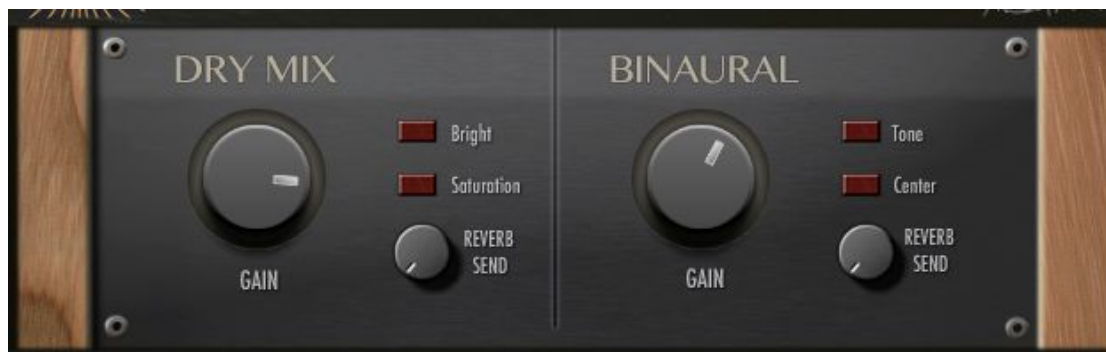 DRY MIX
Bright
Saturation
REVERB
SEND
GAIN
BINAURAL
Tone
Center
REVERB
SEND
GAIN